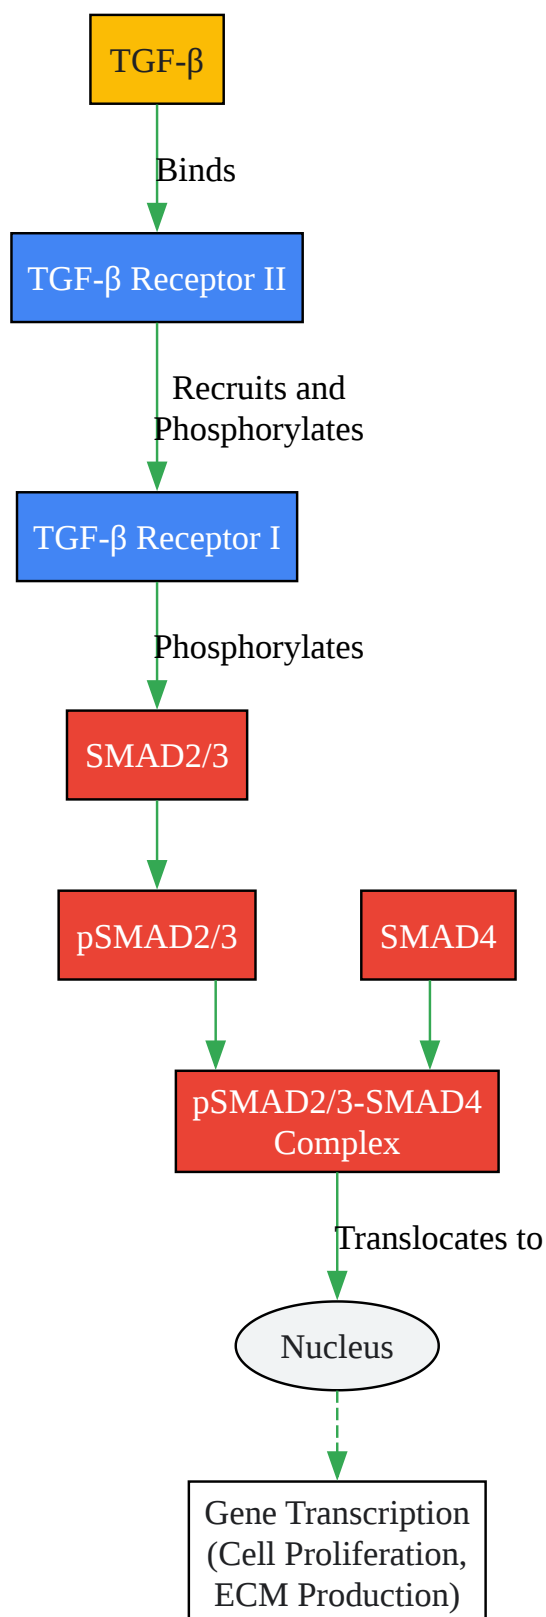 TGF-β
Binds
TGF-β Receptor II
Recruits and
Phosphorylates
TGF-β Receptor I
Phosphorylates
SMAD2/3
pSMAD2/3
SMAD4
pSMAD2/3-SMAD4
Complex
Translocates to
Nucleus
Gene Transcription
(Cell Proliferation,
ECM Production)